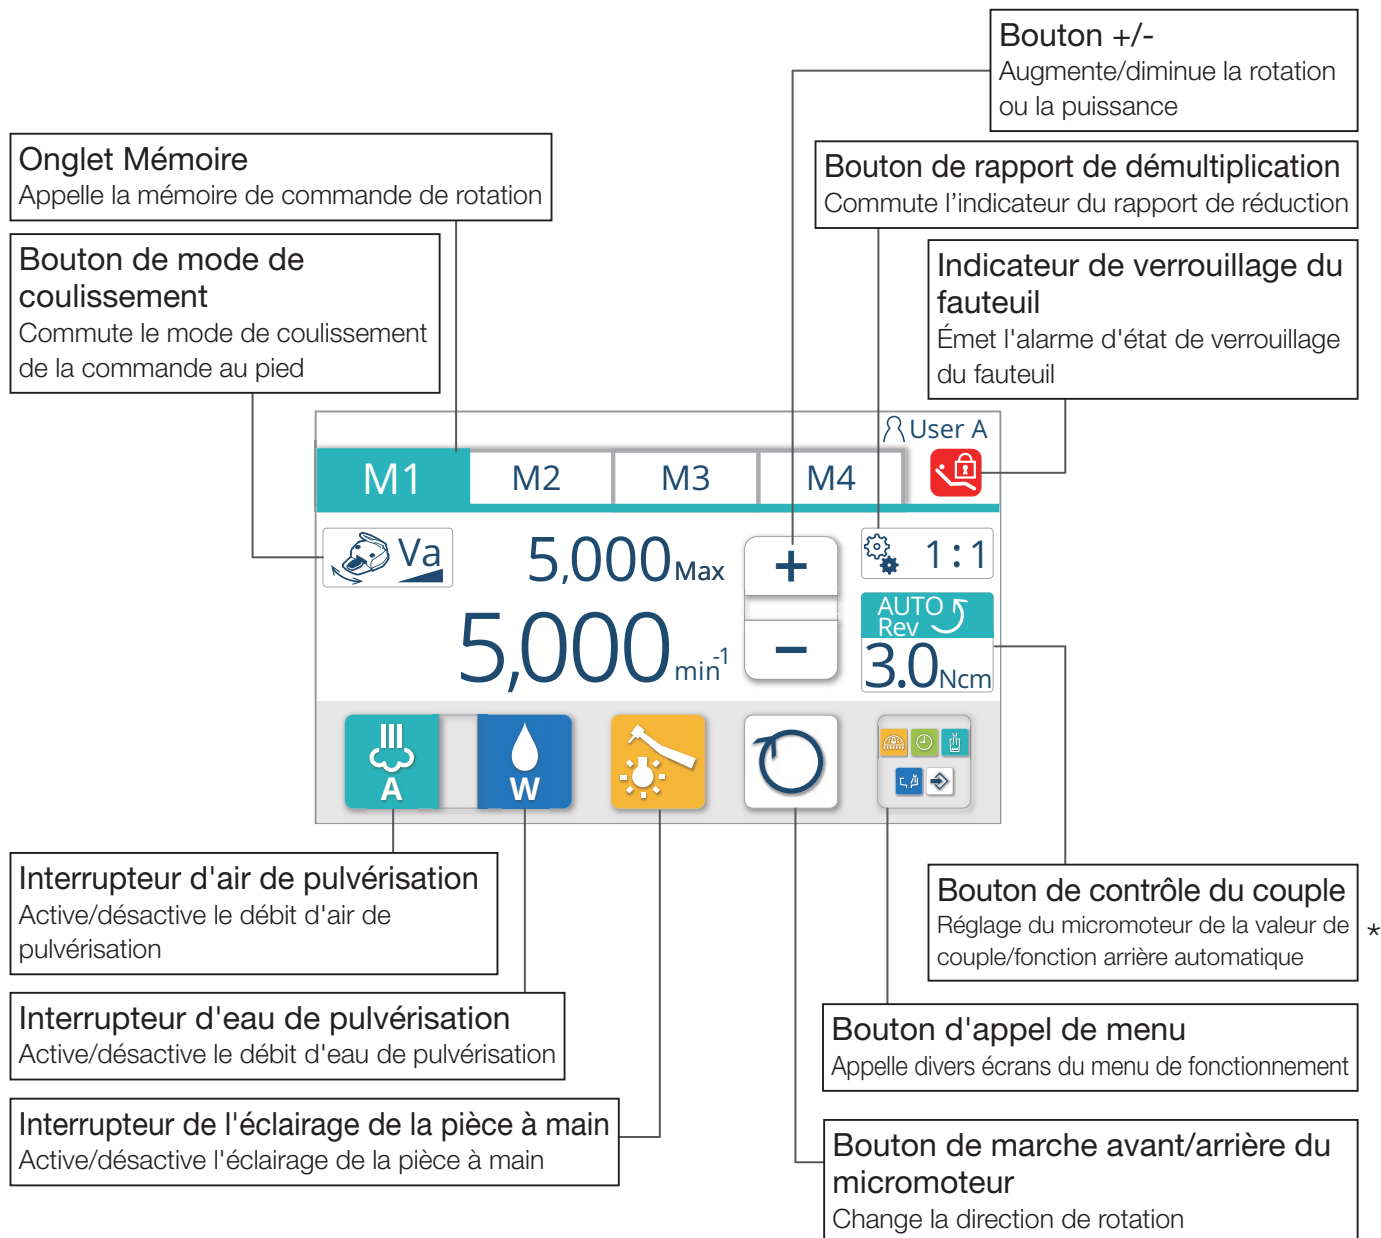 Bouton +/-
Augmente/diminue la rotation
ou la puissance
Onglet Mémoire
Appelle la mémoire de commande de rotation
Bouton de rapport de démultiplication
Commute l’indicateur du rapport de réduction
Bouton de mode de
coulissement
Commute le mode de coulissement
de la commande au pied
Indicateur de verrouillage du
fauteuil
Émet l'alarme d'état de verrouillage
du fauteuil
User A
M1
M2
M3
M4
Va
5,000 Max
+
1:1
AUTO
Rev
5,000 min-1
−
3.0 Ncm
A
W
Interrupteur d'air de pulvérisation
Active/désactive le débit d'air de
pulvérisation
Bouton de contrôle du couple
Réglage du micromoteur de la valeur de
couple/fonction arrière automatique
*
Interrupteur d'eau de pulvérisation
Active/désactive le débit d'eau de pulvérisation
Bouton d'appel de menu
Appelle divers écrans du menu de fonctionnement
Interrupteur de l'éclairage de la pièce à main
Active/désactive l'éclairage de la pièce à main
Bouton de marche avant/arrière du
micromoteur
Change la direction de rotation